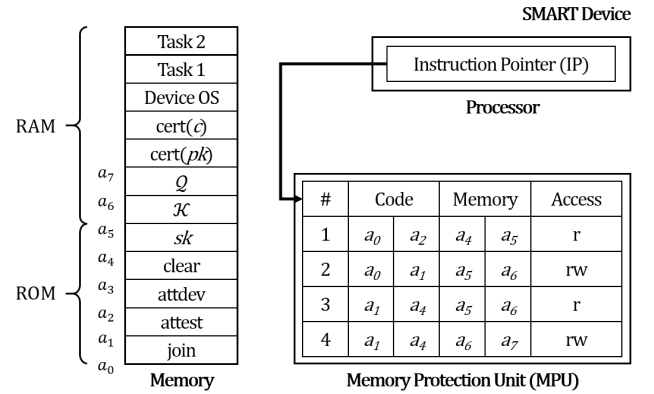 SMART Device
Task 2
Task 1
Device OS
cert(c)
cert(pk)
𝒬
𝒦
sk
clear
attdev
attest
join
Memory
RAM
ROM
a₇
a₆
a₅
a₄
a₃
a₂
a₁
a₀
Instruction Pointer (IP)
Processor
# Code Memory Access
1 a₀ a₂ a₄ a₅ r
2 a₀ a₁ a₅ a₆ rw
3 a₁ a₄ a₅ a₆ r
4 a₁ a₄ a₆ a₇ rw
Memory Protection Unit (MPU)